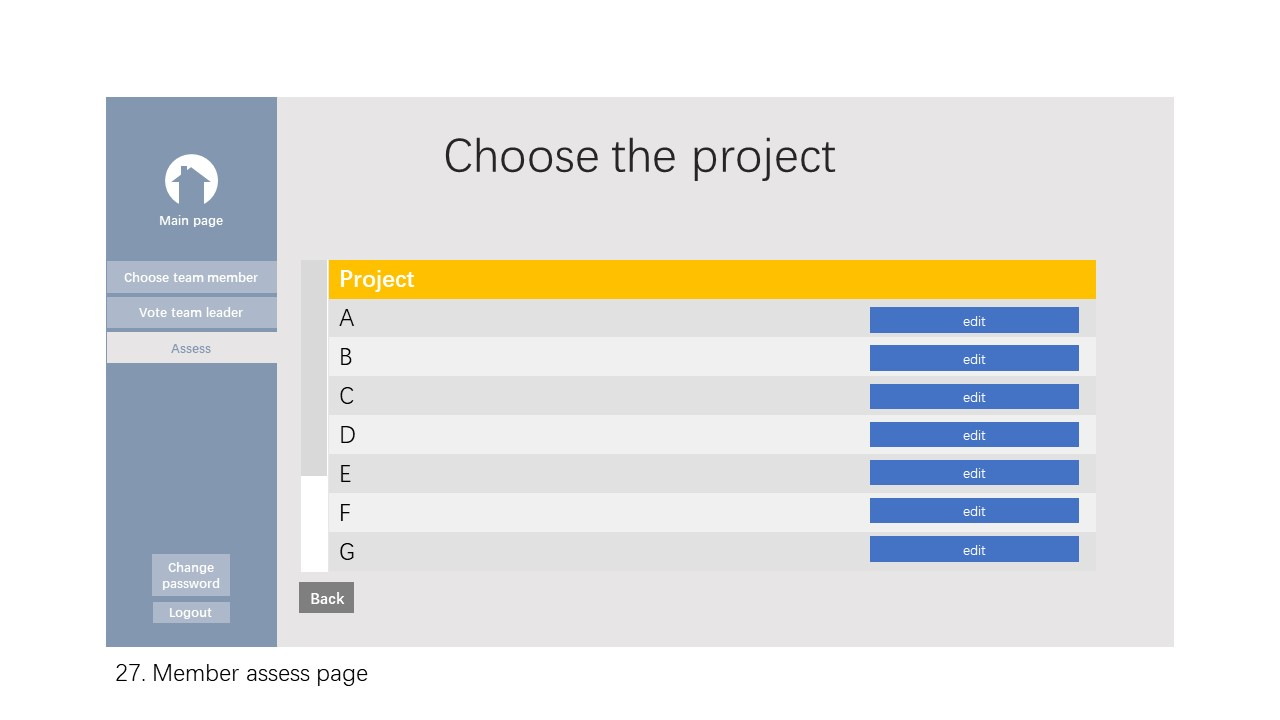 Choose the project
Main page
Choose team member
Vote team leader
Assess
Project
A edit
B edit
C edit
D edit
E edit
F edit
G edit
Change
password
Logout
Back
27. Member assess page